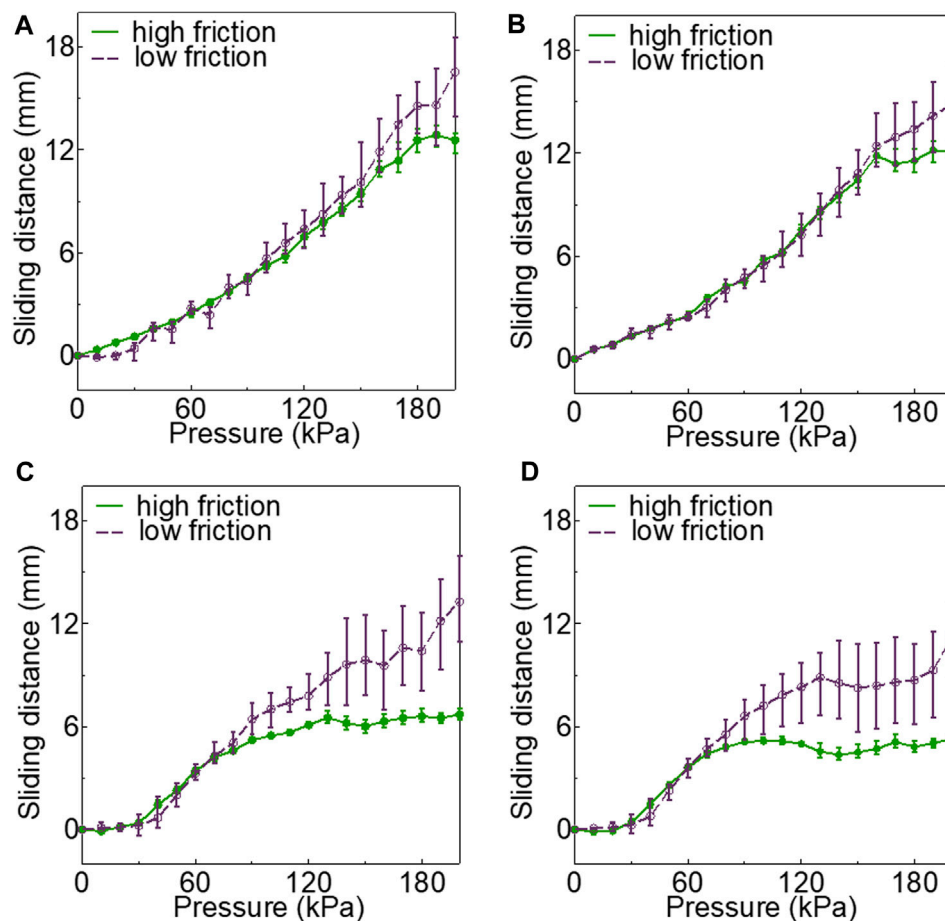 A
high friction
low friction
Sliding distance (mm)
18
12
6
0
0 60 120 180
Pressure (kPa)
B
high friction
low friction
Sliding distance (mm)
18
12
6
0
0 60 120 180
Pressure (kPa)
C
high friction
low friction
Sliding distance (mm)
18
12
6
0
0 60 120 180
Pressure (kPa)
D
high friction
low friction
Sliding distance (mm)
18
12
6
0
0 60 120 180
Pressure (kPa)